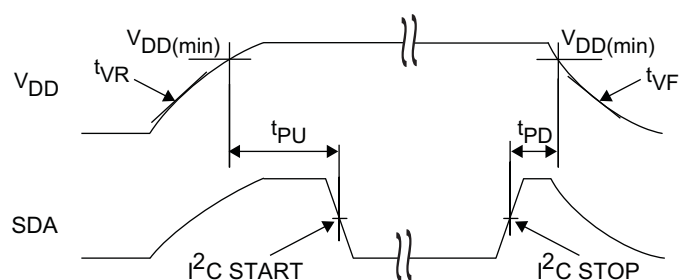 VDD(min)
VDD(min)
tVR
tVF
VDD
tPU
tPD
SDA
I2C START
I2C STOP